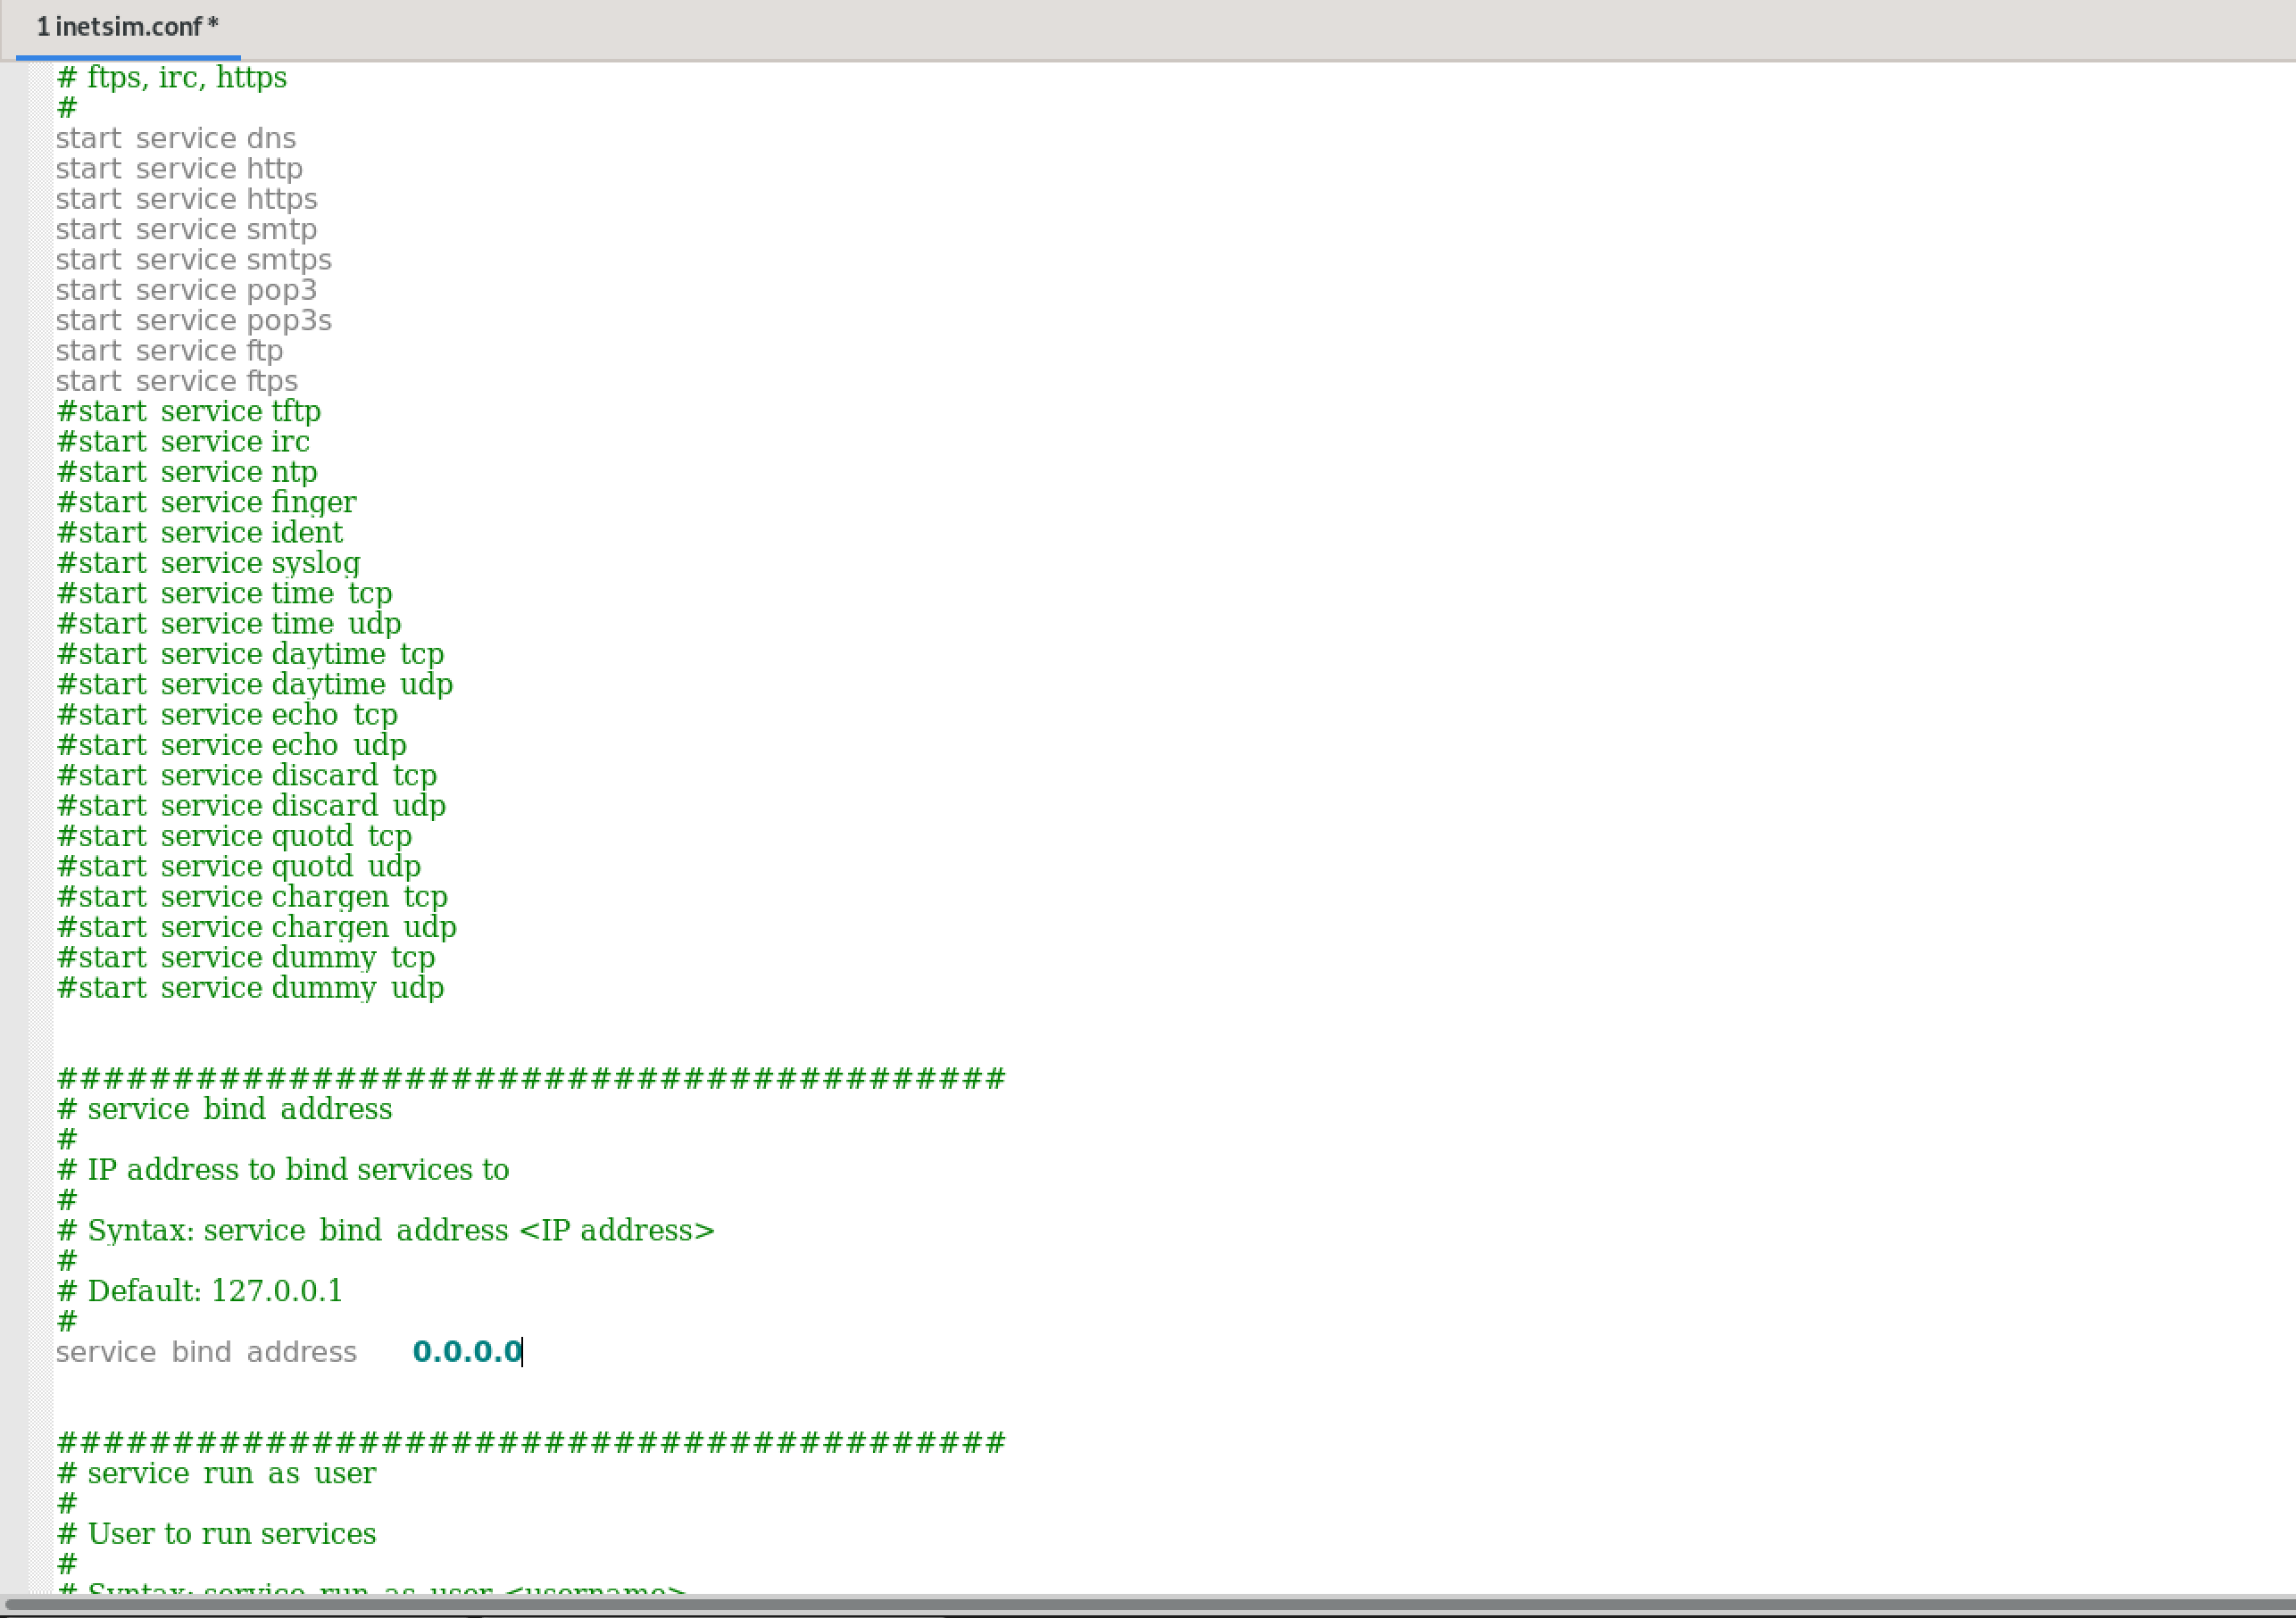 1 inetsim.conf *
# ftps, irc, https
#
start_service dns
start_service http
start_service https
start_service smtp
start_service smtps
start_service pop3
start_service pop3s
start_service ftp
start_service ftps
#start_service tftp
#start_service irc
#start_service ntp
#start_service finger
#start_service ident
#start_service syslog
#start_service time_tcp
#start_service time_udp
#start_service daytime_tcp
#start_service daytime_udp
#start_service echo_tcp
#start_service echo_udp
#start_service discard_tcp
#start_service discard_udp
#start_service quotd_tcp
#start_service quotd_udp
#start_service chargen_tcp
#start_service chargen_udp
#start_service dummy_tcp
#start_service dummy_udp
#########################################
# service_bind_address
#
# IP address to bind services to
#
# Syntax: service_bind_address <IP address>
#
# Default: 127.0.0.1
#
service_bind_address    0.0.0.0
#########################################
# service_run_as_user
#
# User to run services
#
# Syntax: service_run_as_user <username>